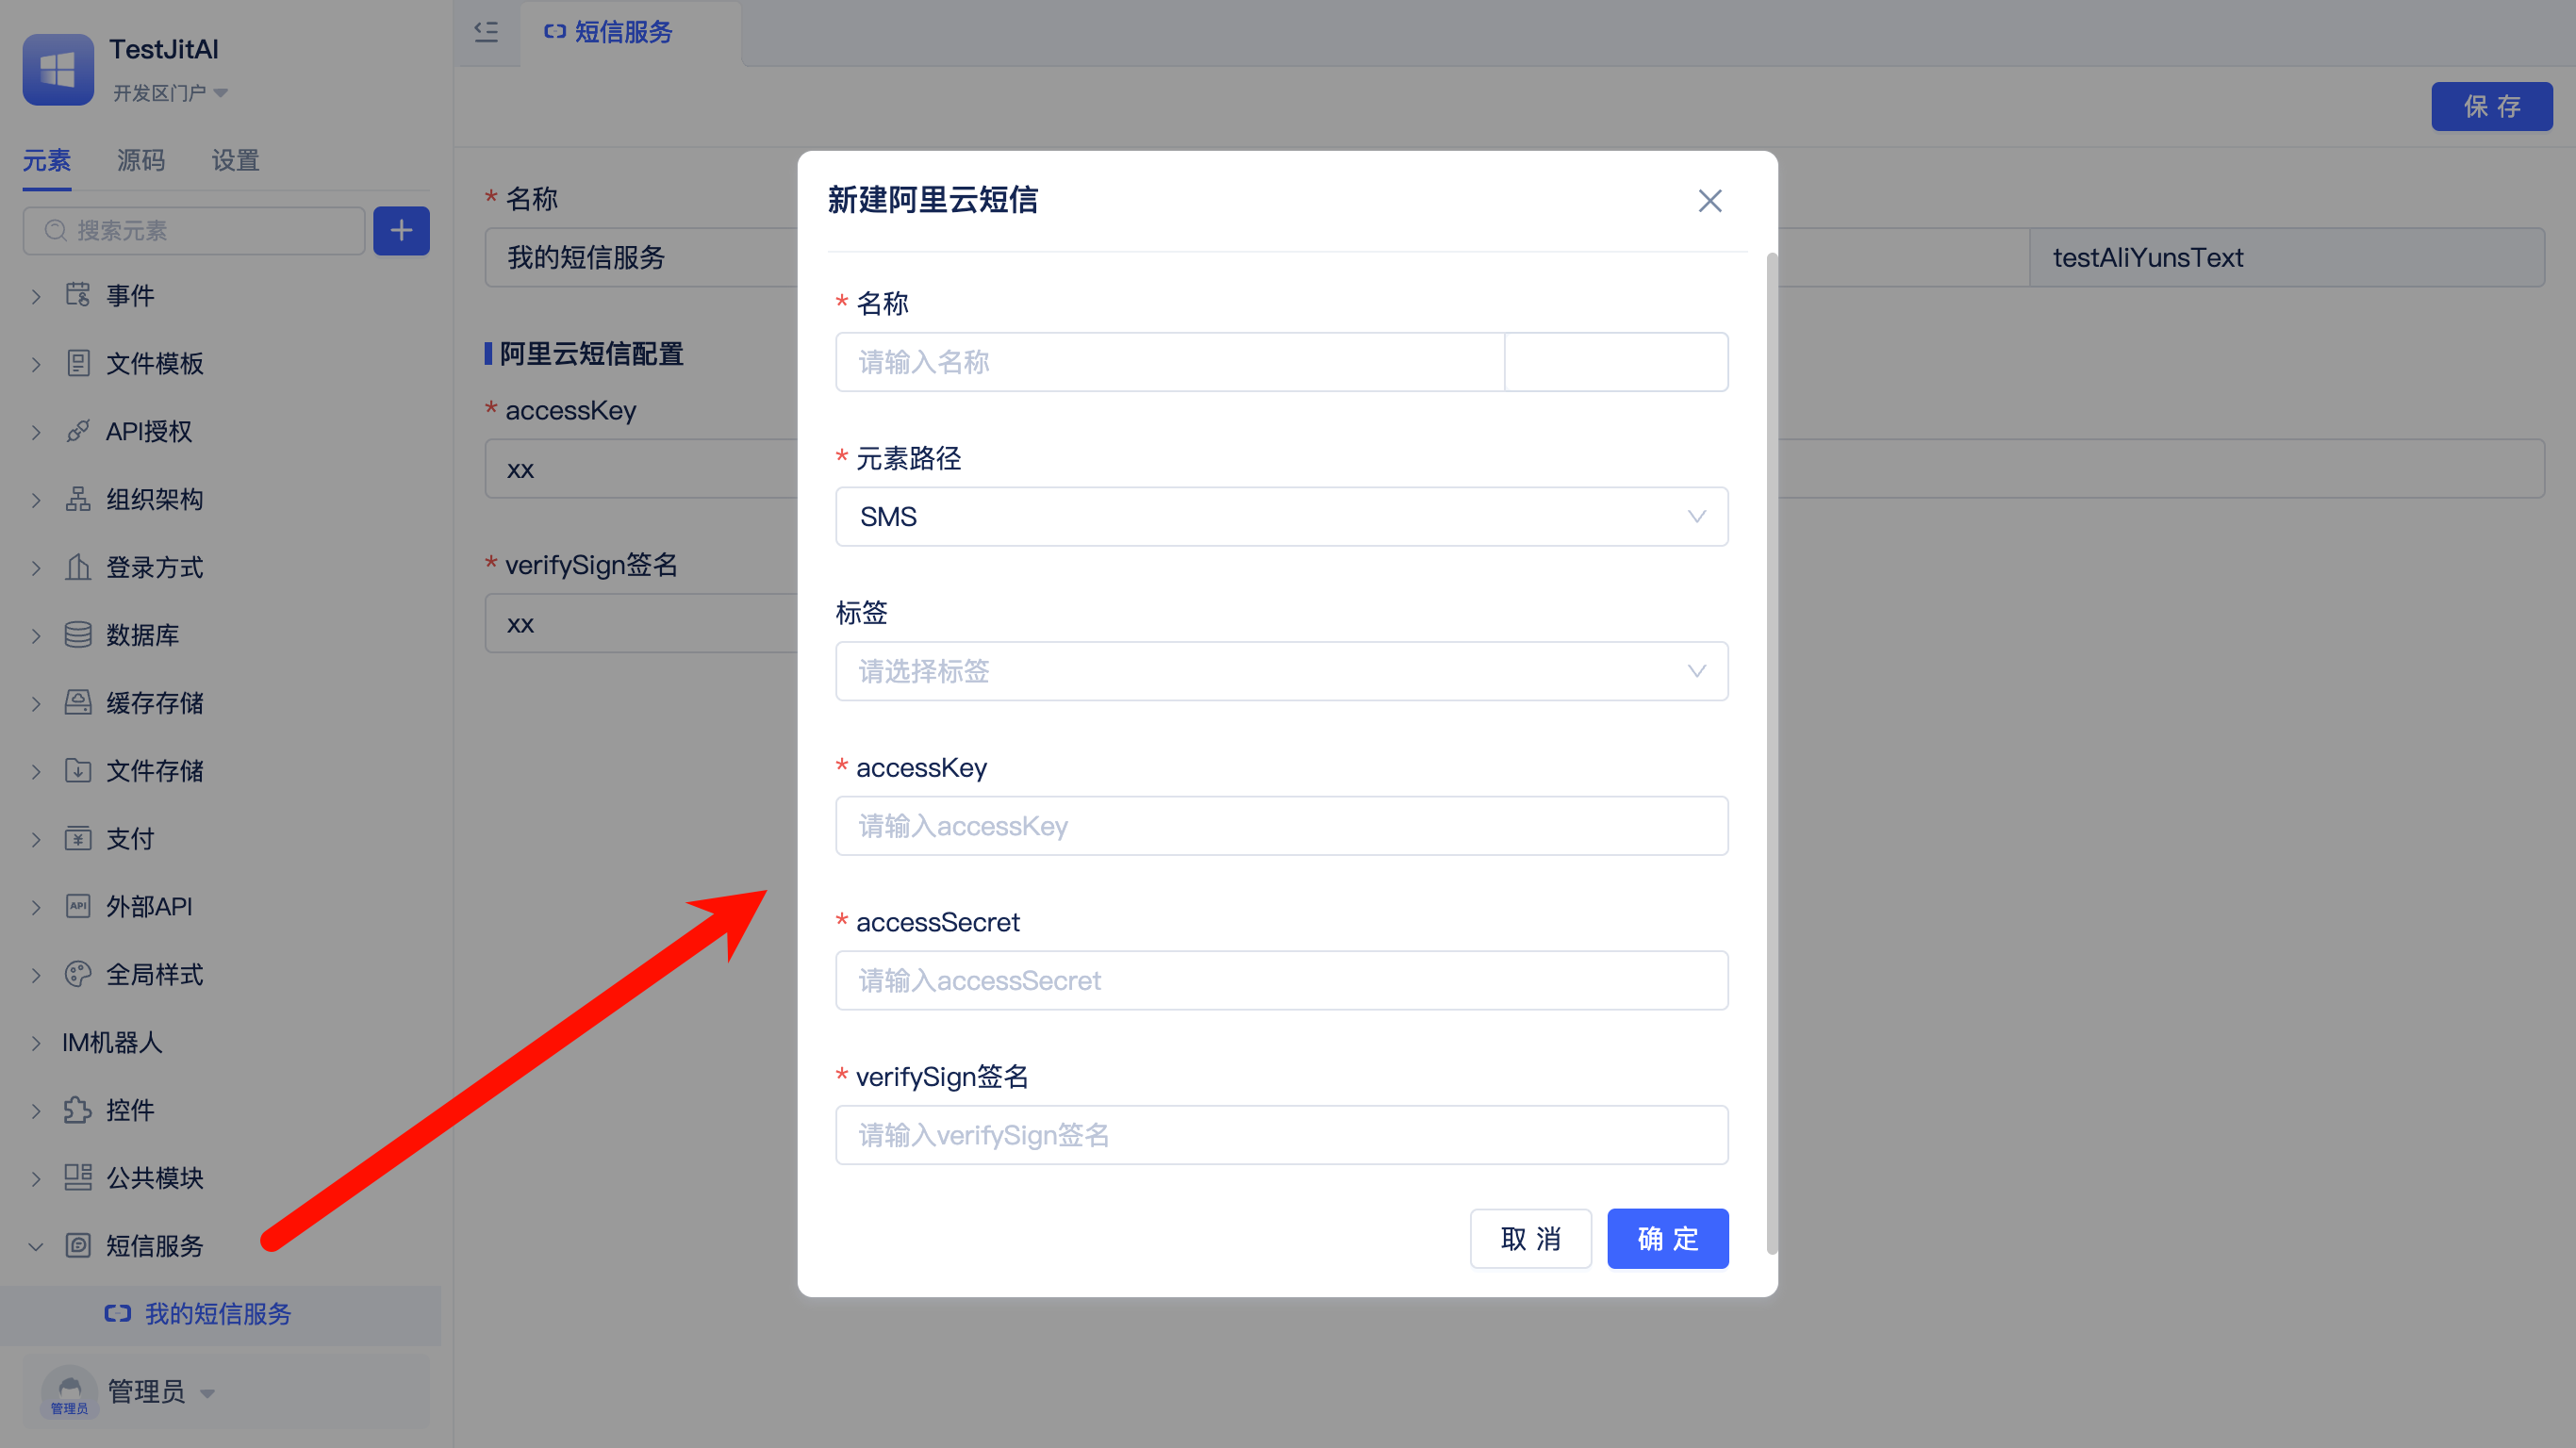 TestJitAI
开发区门户
元素 源码 设置
搜索元素
事件
文件模板
API授权
组织架构
登录方式
数据库
缓存存储
文件存储
支付
API
外部API
全局样式
IM机器人
控件
公共模块
短信服务
我的短信服务
管理员
管理员
短信服务
保 存
* 名称
我的短信服务
testAliYunsText
阿里云短信配置
* accessKey
xx
* verifySign签名
xx
新建阿里云短信
* 名称
请输入名称
* 元素路径
SMS
标签
请选择标签
* accessKey
请输入accessKey
* accessSecret
请输入accessSecret
* verifySign签名
请输入verifySign签名
取 消
确 定